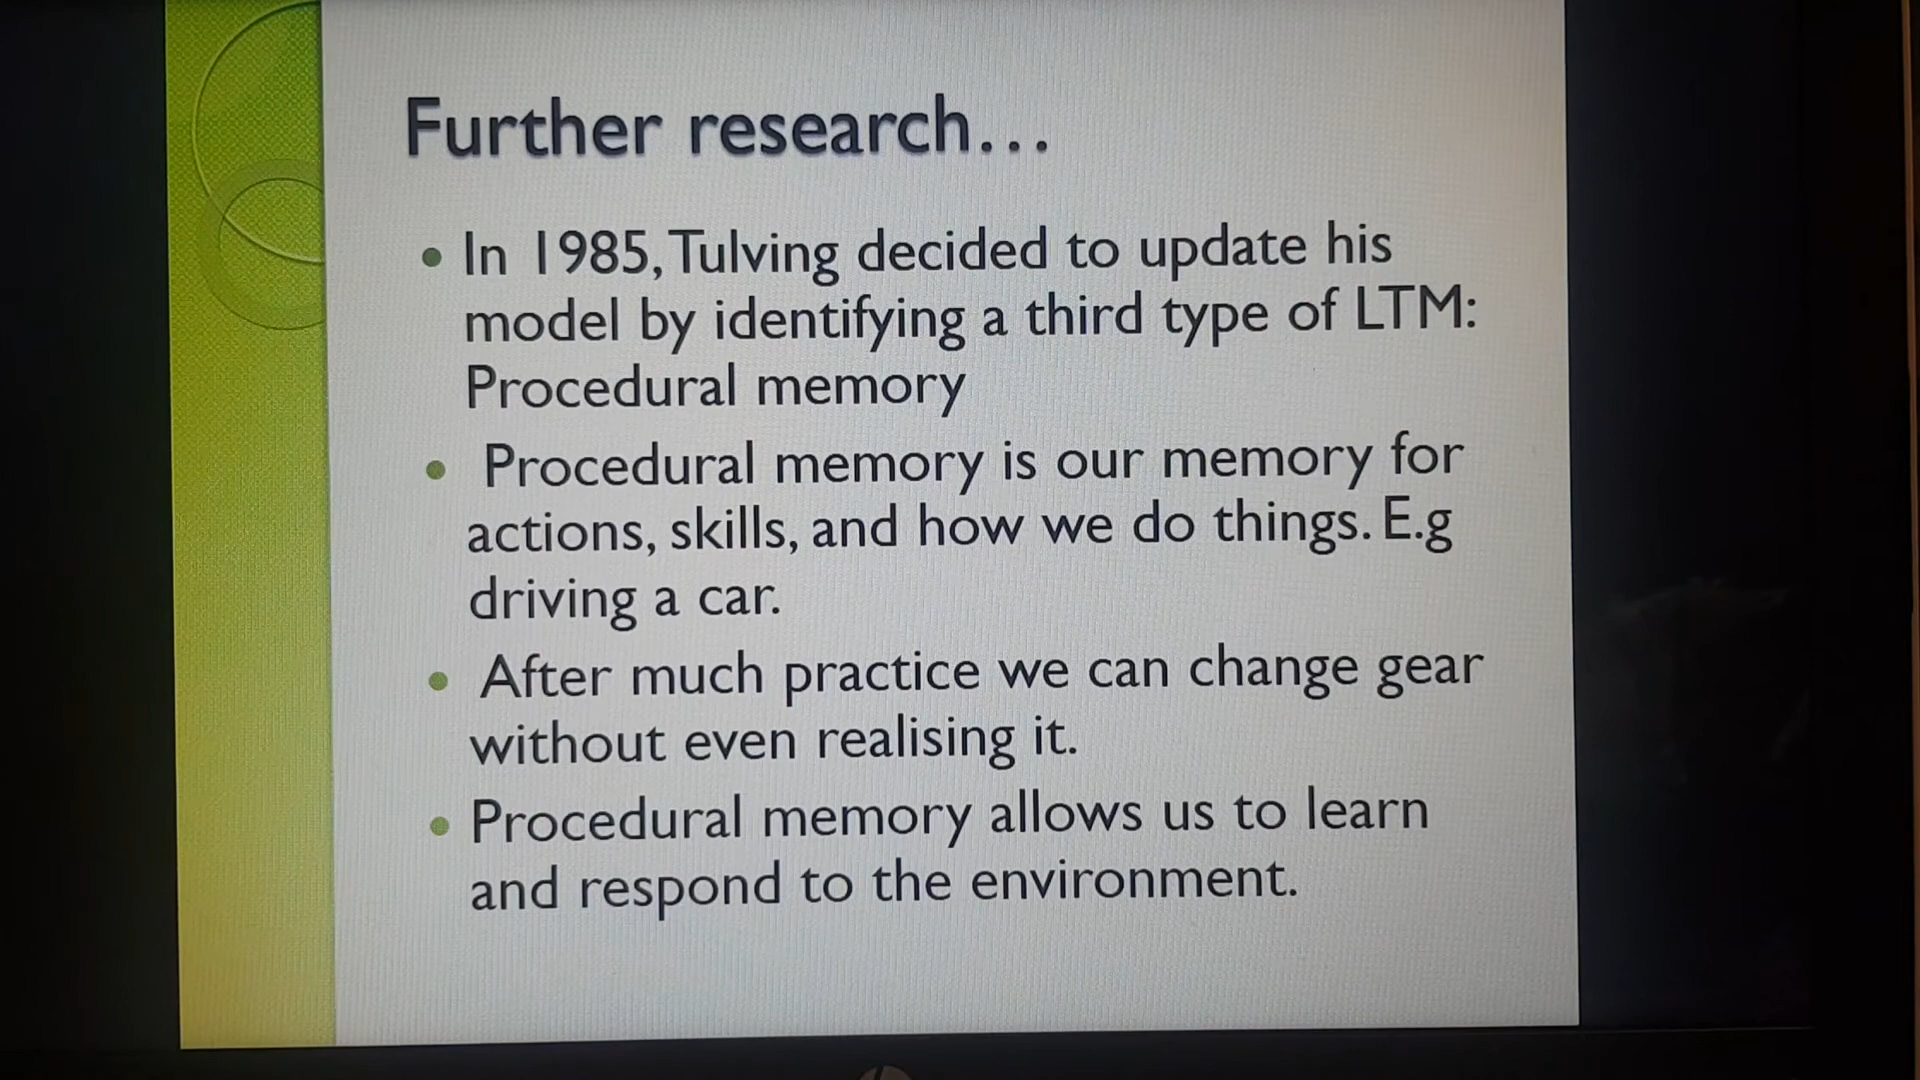 Further research...
• In 1985, Tulving decided to update his
model by identifying a third type of LTM:
Procedural memory
• Procedural memory is our memory for
actions, skills, and how we do things. E.g
driving a car.
• After much practice we can change gear
without even realising it.
• Procedural memory allows us to learn
and respond to the environment.